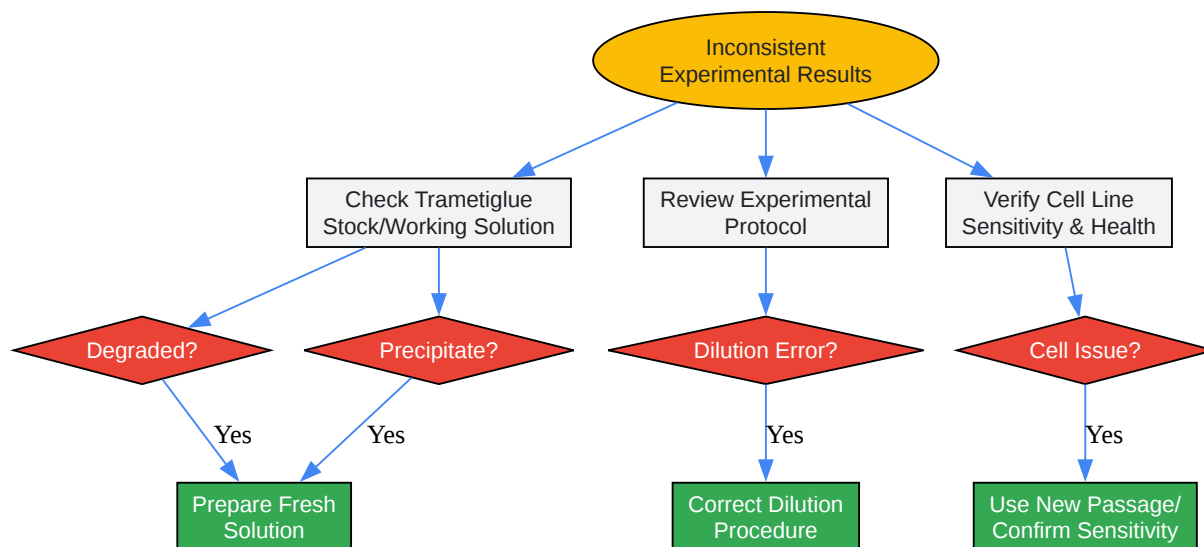 Inconsistent
Experimental Results
Check Trametiglue
Stock/Working Solution
Review Experimental
Protocol
Verify Cell Line
Sensitivity & Health
Degraded?
Precipitate?
Dilution Error?
Cell Issue?
Yes
Yes
Yes
Yes
Prepare Fresh
Solution
Correct Dilution
Procedure
Use New Passage/
Confirm Sensitivity